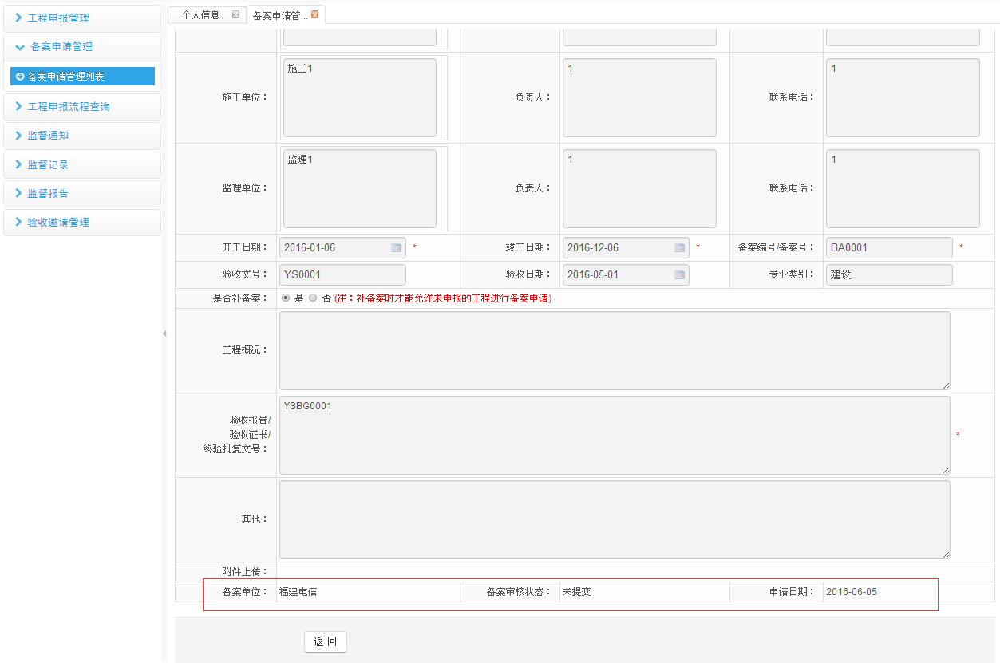 工程申报管理
备案申请管理
备案申请管理列表
工程申报流程查询
监督通知
监督记录
监督报告
验收邀请管理
个人信息 备案申请管...
施工单位： 施工1 负责人： 1 联系电话： 1
监理单位： 监理1 负责人： 1 联系电话： 1
开工日期： 2016-01-06 * 竣工日期： 2016-12-06 * 备案编号/备案号： BA0001 *
验收文号： YS0001 验收日期： 2016-05-01 专业类别： 建设
是否补备案： 是 否 (注：补备案时才能允许未申报的工程进行备案申请)
工程概况：
验收报告/
验收证书/
终验批复文号： YSBG0001 *
其他：
附件上传：
备案单位： 福建电信 备案审核状态： 未提交 申请日期： 2016-06-05
返 回